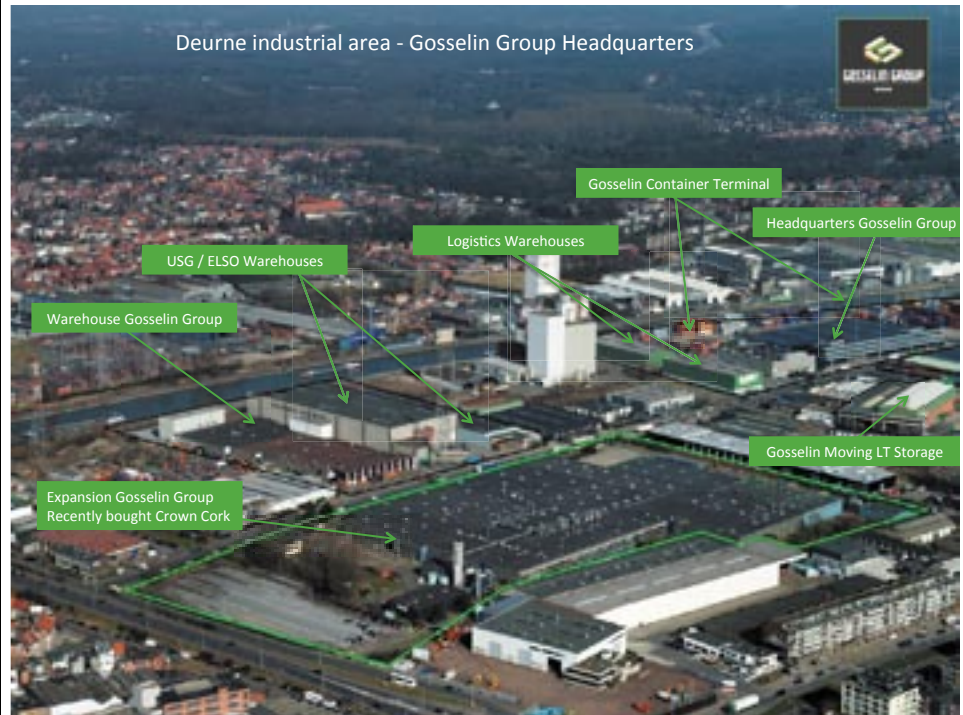 Deurne industrial area - Gosselin Group Headquarters
GOSSELIN GROUP
Gosselin Container Terminal
Headquarters Gosselin Group
Logistics Warehouses
USG / ELSO Warehouses
Warehouse Gosselin Group
Gosselin Moving LT Storage
Expansion Gosselin Group
Recently bought Crown Cork